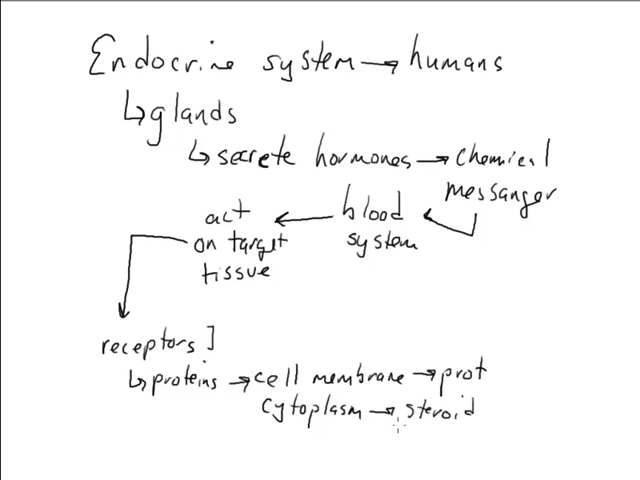 Endocrine system → humans
↳ glands
↳ secrete hormones → chemical
messanger
blood
system
act
on target
tissue
receptors ]
↳ proteins → cell membrane → prot
cytoplasm → steroid